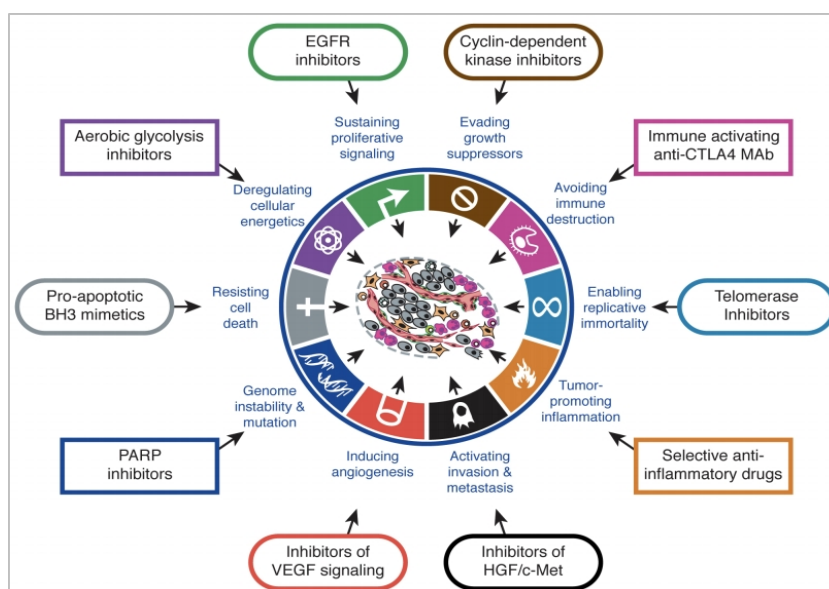 EGFR
inhibitors
Cyclin-dependent
kinase inhibitors
Sustaining
proliferative
signaling
Evading
growth
suppressors
Aerobic glycolysis
inhibitors
Immune activating
anti-CTLA4 MAb
Deregulating
cellular
energetics
Avoiding
immune
destruction
Pro-apoptotic
BH3 mimetics
Resisting
cell
death
Enabling
replicative
immortality
Telomerase
Inhibitors
Genome
instability &
mutation
Tumor-
promoting
inflammation
PARP
inhibitors
Inducing
angiogenesis
Activating
invasion &
metastasis
Selective anti-
inflammatory drugs
Inhibitors of
VEGF signaling
Inhibitors of
HGF/c-Met